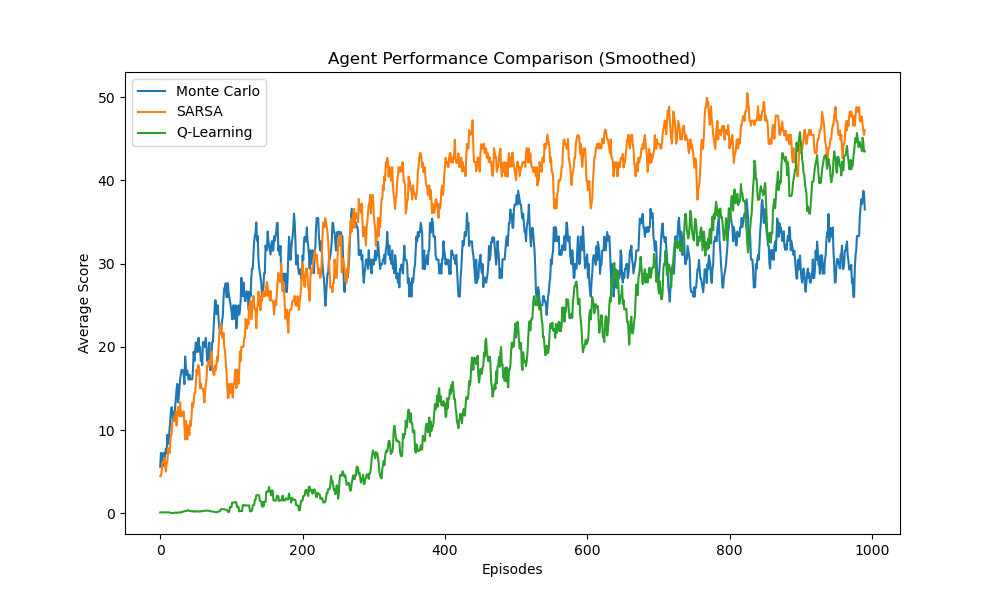 Agent Performance Comparison (Smoothed)
Monte Carlo
SARSA
Q-Learning
50
40
30
20
10
0
Average Score
0 200 400 600 800 1000
Episodes